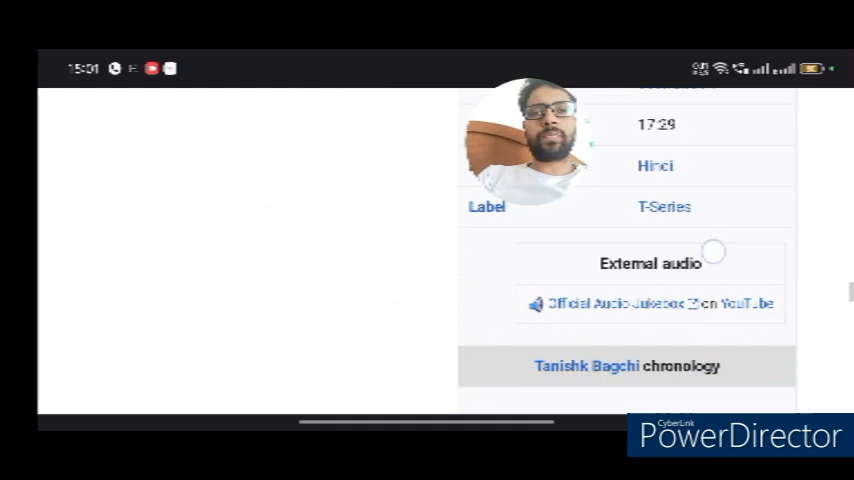 15:01
17:29
Hindi
Label T-Series
External audio
Official Audio Jukebox on YouTube
Tanishk Bagchi chronology
CyberLink
PowerDirector